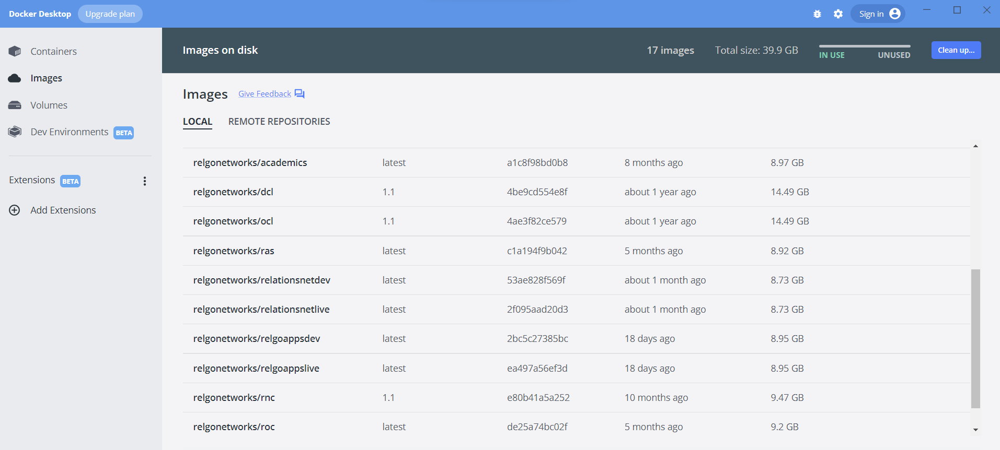 Docker Desktop Upgrade plan Sign in
Containers
Images
Volumes
Dev Environments BETA
Extensions BETA
Add Extensions
Images on disk 17 images Total size: 39.9 GB IN USE UNUSED Clean up...
Images Give Feedback
LOCAL REMOTE REPOSITORIES
relgonetworks/academics latest a1c8f98bd0b8 8 months ago 8.97 GB
relgonetworks/dcl 1.1 4be9cd554e8f about 1 year ago 14.49 GB
relgonetworks/ocl 1.1 4ae3f82ce579 about 1 year ago 14.49 GB
relgonetworks/ras latest c1a194f9b042 5 months ago 8.92 GB
relgonetworks/relationsnetdev latest 53ae828f569f about 1 month ago 8.73 GB
relgonetworks/relationsnetlive latest 2f095aad20d3 about 1 month ago 8.73 GB
relgonetworks/relgoappsdev latest 2bc5c27385bc 18 days ago 8.95 GB
relgonetworks/relgoappslive latest ea497a56ef3d 18 days ago 8.95 GB
relgonetworks/rnc 1.1 e80b41a5a252 10 months ago 9.47 GB
relgonetworks/roc latest de25a74bc02f 5 months ago 9.2 GB